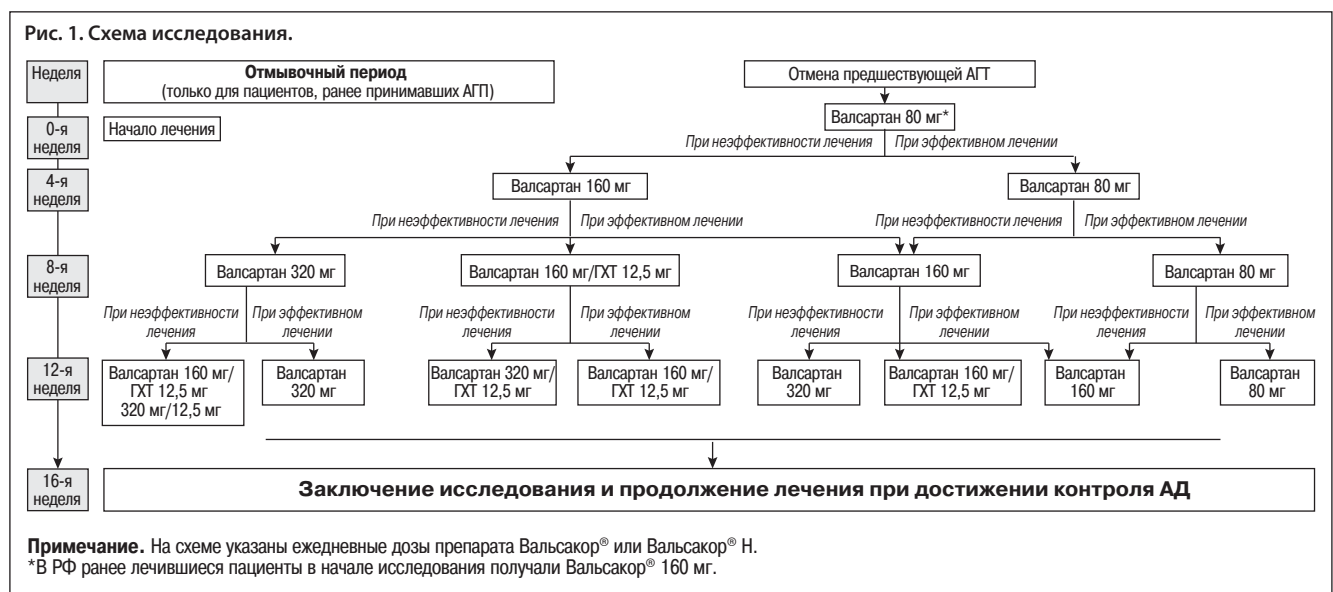 Рис. 1. Схема исследования.
Неделя
Отмывочный период
(только для пациентов, ранее принимавших АГП)
Отмена предшествующей АГТ
0-я
неделя
Начало лечения
Валсартан 80 мг*
При неэффективности лечения
При эффективном лечении
4-я
неделя
Валсартан 160 мг
Валсартан 80 мг
При неэффективности лечения
При эффективном лечении
При неэффективности лечения
При эффективном лечении
8-я
неделя
Валсартан 320 мг
Валсартан 160 мг/ГХТ 12,5 мг
Валсартан 160 мг
Валсартан 80 мг
При неэффективности
лечения
При эффективном
лечении
При неэффективности
лечения
При эффективном
лечении
При неэффективности
лечения
При эффективном
лечении
При неэффективности
лечения
При эффективном
лечении
12-я
неделя
Валсартан 160 мг/
ГХТ 12,5 мг
320 мг/12,5 мг
Валсартан
320 мг
Валсартан 320 мг/
ГХТ 12,5 мг
Валсартан 160 мг/
ГХТ 12,5 мг
Валсартан
320 мг
Валсартан 160 мг/
ГХТ 12,5 мг
Валсартан
160 мг
Валсартан
80 мг
16-я
неделя
Заключение исследования и продолжение лечения при достижении контроля АД
Примечание. На схеме указаны ежедневные дозы препарата Вальсакор® или Вальсакор® Н.
*В РФ ранее лечившиеся пациенты в начале исследования получали Вальсакор® 160 мг.